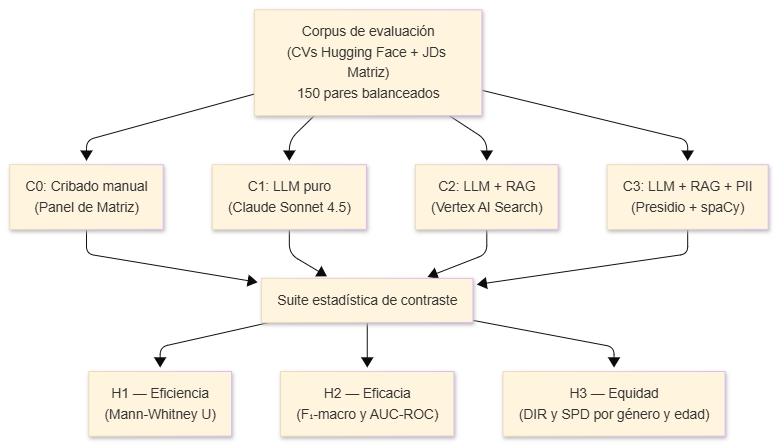 Corpus de evaluación
(CVs Hugging Face + JDs
Matriz)
150 pares balanceados
C0: Cribado manual
(Panel de Matriz)
C1: LLM puro
(Claude Sonnet 4.5)
C2: LLM + RAG
(Vertex AI Search)
C3: LLM + RAG + PII
(Presidio + spaCy)
Suite estadística de contraste
H1 — Eficiencia
(Mann-Whitney U)
H2 — Eficacia
(F₁-macro y AUC-ROC)
H3 — Equidad
(DIR y SPD por género y edad)